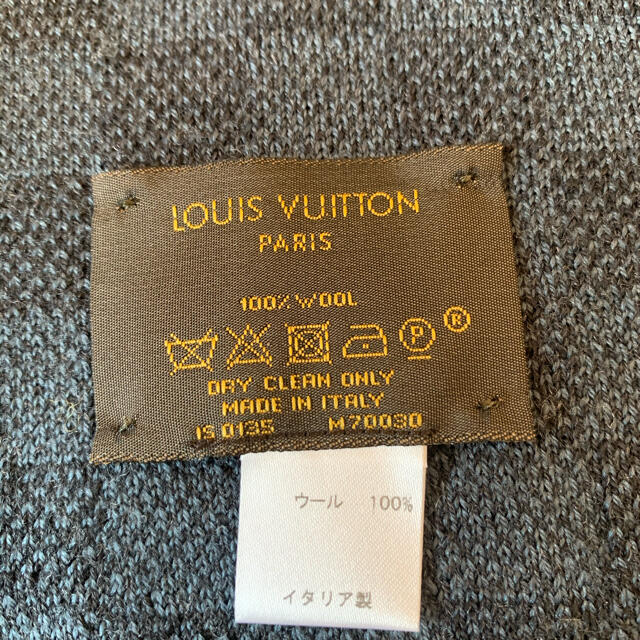 LOUIS VUITTON
PARIS
100% WOOL
P ®
DRY CLEAN ONLY
MADE IN ITALY
IS 0135 M70030
ウール 100%
イタリア製